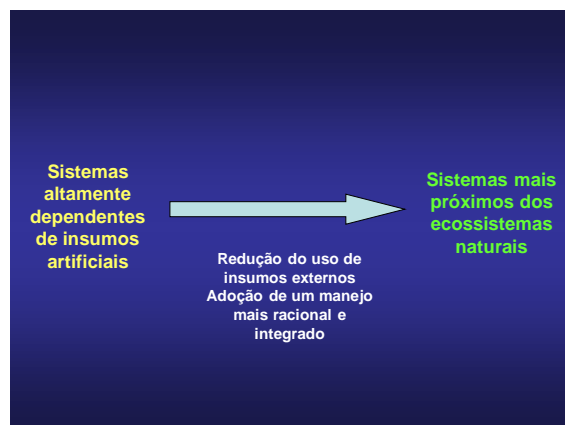 Sistemas
altamente
dependentes
de insumos
artificiais
Redução do uso de
insumos externos
Adoção de um manejo
mais racional e
integrado
Sistemas mais
próximos dos
ecossistemas
naturais